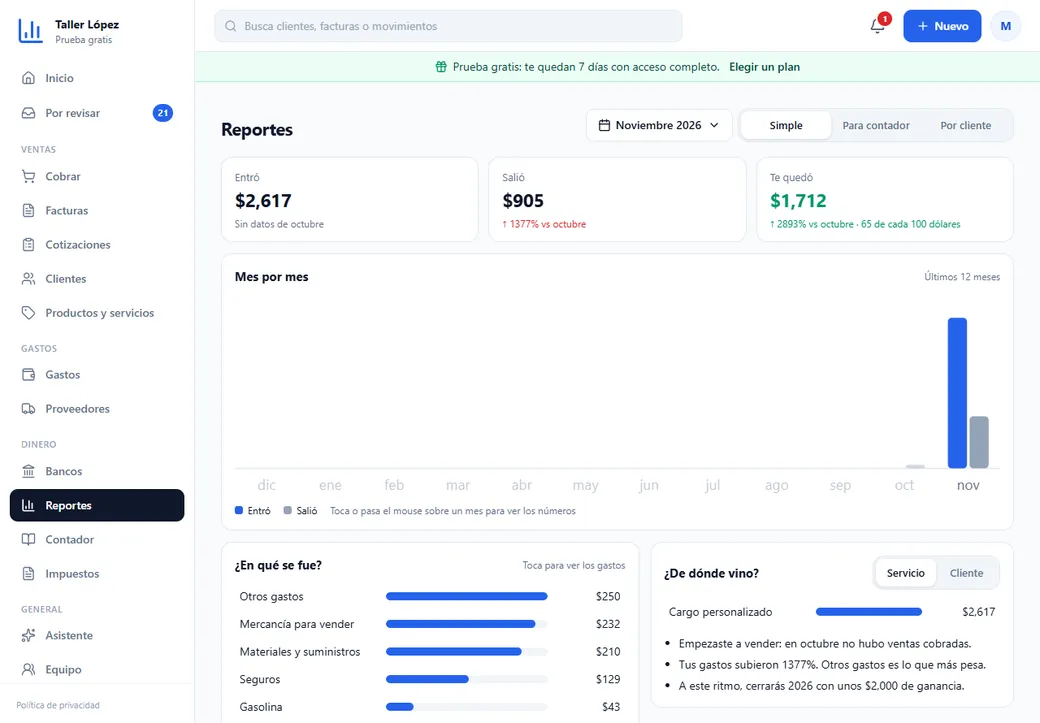 Taller López
Prueba gratis
Busca clientes, facturas o movimientos
1
+ Nuevo
M
Prueba gratis: te quedan 7 días con acceso completo. Elegir un plan
Inicio
Por revisar 21
VENTAS
Cobrar
Facturas
Cotizaciones
Clientes
Productos y servicios
GASTOS
Gastos
Proveedores
DINERO
Bancos
Reportes
Contador
Impuestos
GENERAL
Asistente
Equipo
Política de privacidad
Reportes
Noviembre 2026
Simple Para contador Por cliente
Entró
$2,617
Sin datos de octubre
Salió
$905
↑ 1377% vs octubre
Te quedó
$1,712
↑ 2893% vs octubre · 65 de cada 100 dólares
Mes por mes
Últimos 12 meses
dic ene feb mar abr may jun jul ago sep oct nov
Entró Salió Toca o pasa el mouse sobre un mes para ver los números
¿En qué se fue?
Toca para ver los gastos
Otros gastos $250
Mercancía para vender $232
Materiales y suministros $210
Seguros $129
Gasolina $43
¿De dónde vino?
Servicio Cliente
Cargo personalizado $2,617
• Empezaste a vender: en octubre no hubo ventas cobradas.
• Tus gastos subieron 1377%. Otros gastos es lo que más pesa.
• A este ritmo, cerrarás 2026 con unos $2,000 de ganancia.